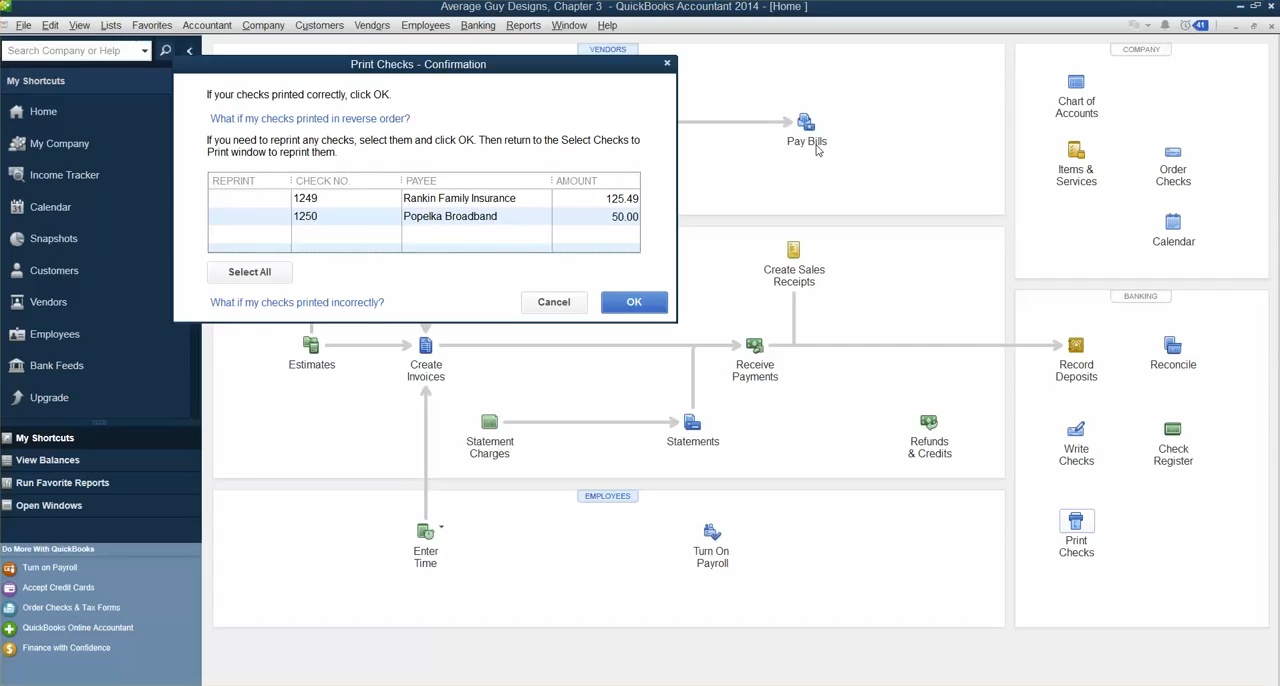 Average Guy Designs, Chapter 3 - QuickBooks Accountant 2014 - [Home ]
File Edit View Lists Favorites Accountant Company Customers Vendors Employees Banking Reports Window Help
41
Search Company or Help
My Shortcuts
Home
My Company
Income Tracker
Calendar
Snapshots
Customers
Vendors
Employees
Bank Feeds
Upgrade
My Shortcuts
View Balances
Run Favorite Reports
Open Windows
Do More With QuickBooks
Turn on Payroll
Accept Credit Cards
Order Checks & Tax Forms
QuickBooks Online Accountant
Finance with Confidence
Print Checks - Confirmation
If your checks printed correctly, click OK.
What if my checks printed in reverse order?
If you need to reprint any checks, select them and click OK. Then return to the Select Checks to
Print window to reprint them.
REPRINT CHECK NO. PAYEE AMOUNT
1249 Rankin Family Insurance 125.49
1250 Popelka Broadband 50.00
Select All
What if my checks printed incorrectly?
Cancel OK
VENDORS
Pay Bills
Create Sales
Receipts
Estimates
Create
Invoices
Receive
Payments
Statement
Charges
Statements
Refunds
& Credits
EMPLOYEES
Enter
Time
Turn On
Payroll
COMPANY
Chart of
Accounts
Items &
Services
Order
Checks
Calendar
BANKING
Record
Deposits
Reconcile
Write
Checks
Check
Register
Print
Checks